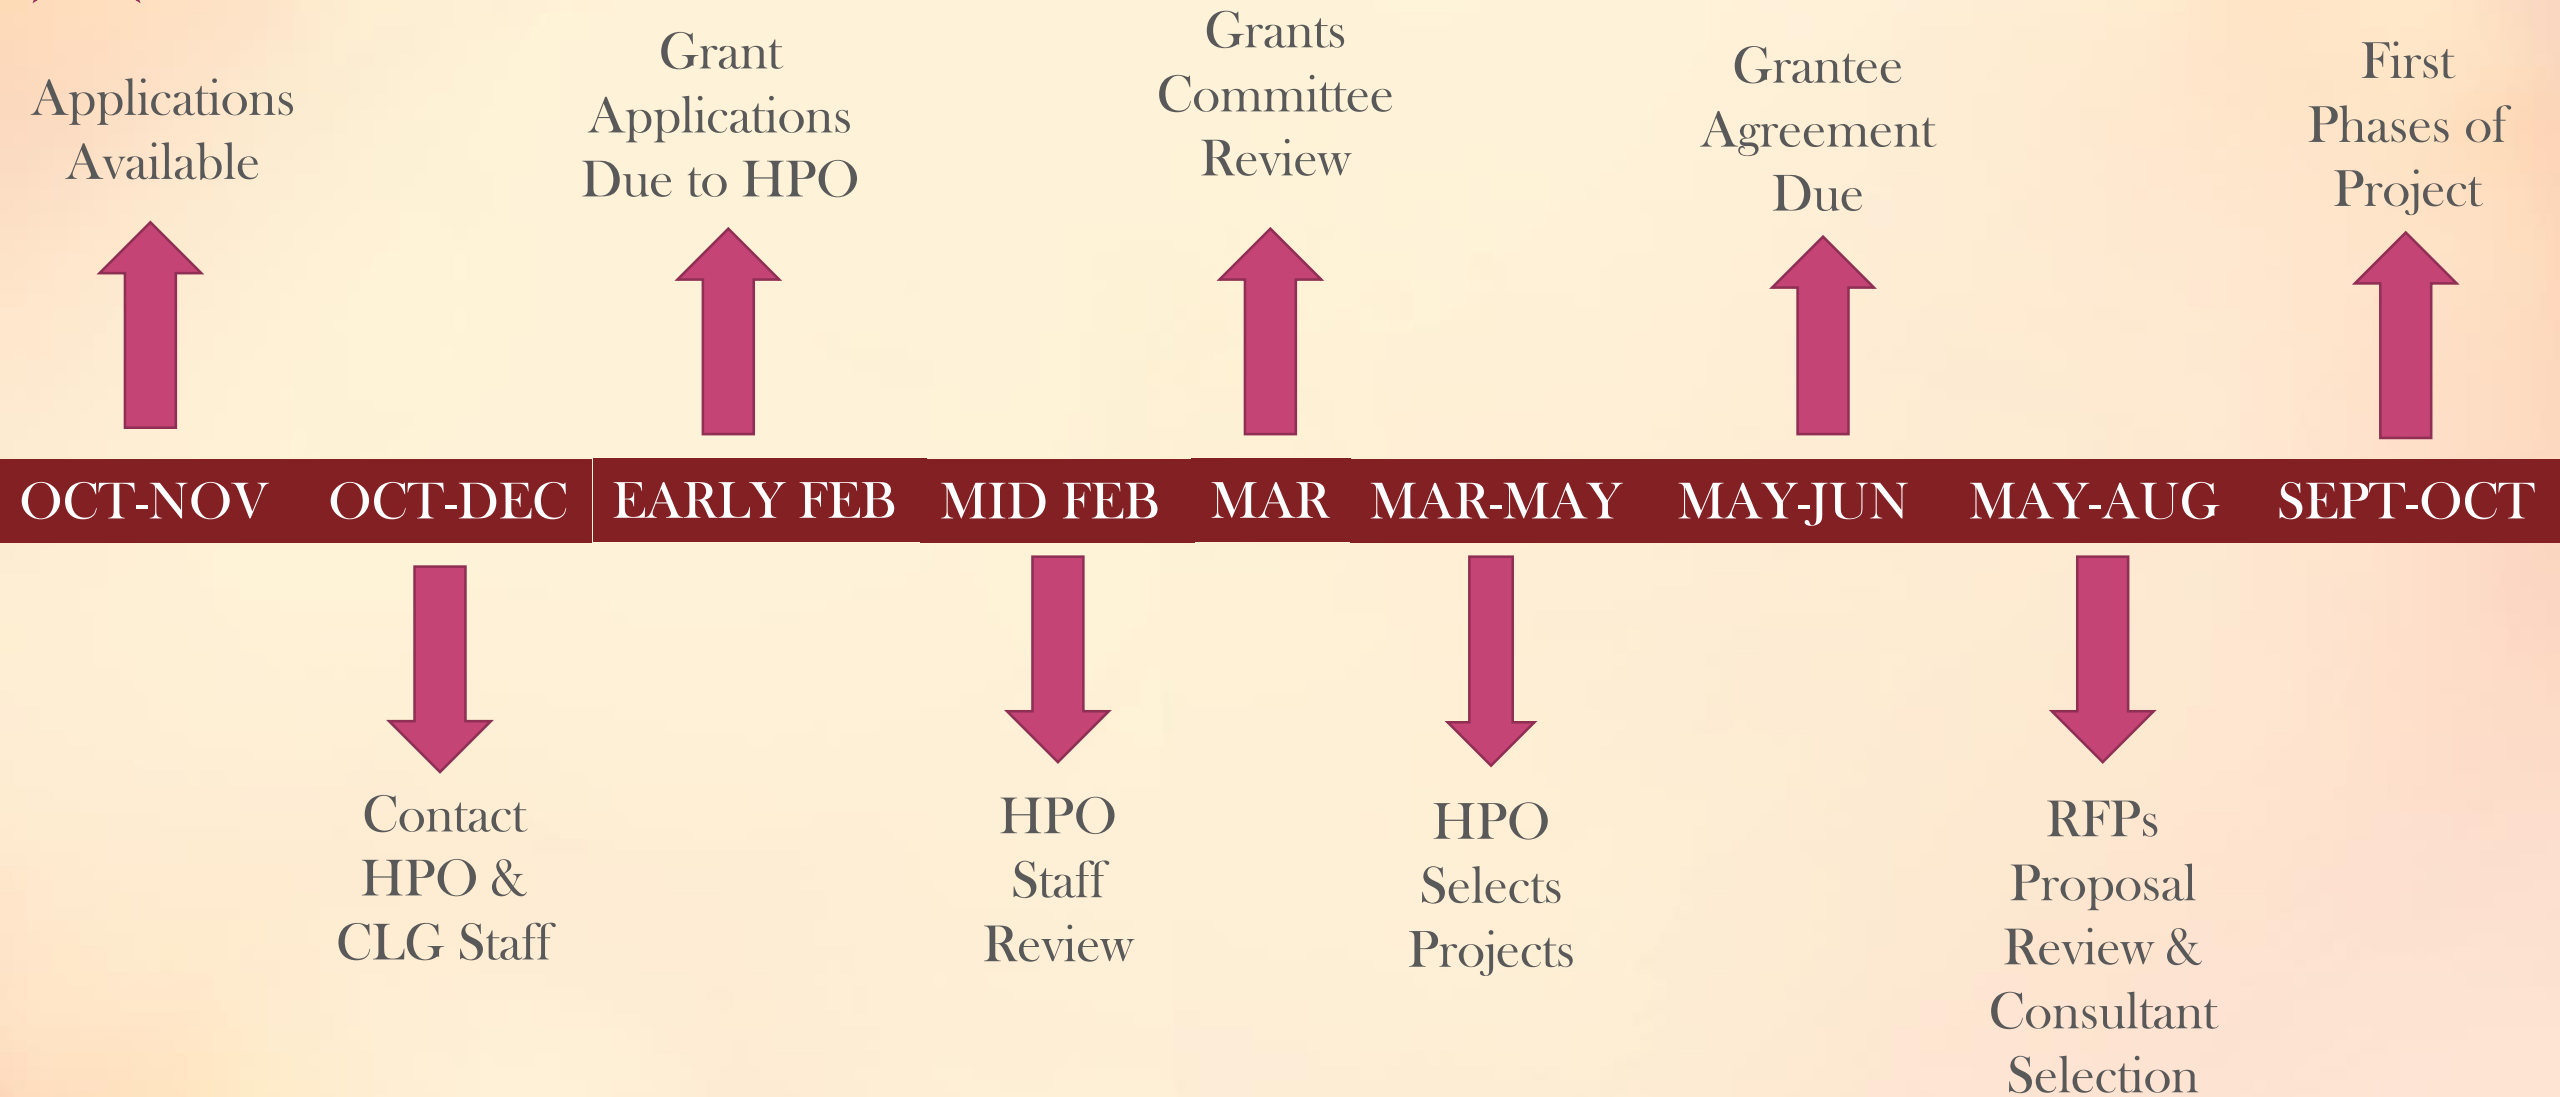 Applications
Available
Grant
Applications
Due to HPO
Grants
Committee
Review
Grantee
Agreement
Due
First
Phases of
Project
OCT-NOV OCT-DEC EARLY FEB MID FEB MAR MAR-MAY MAY-JUN MAY-AUG SEPT-OCT
Contact
HPO &
CLG Staff
HPO
Staff
Review
HPO
Selects
Projects
RFPs
Proposal
Review &
Consultant
Selection